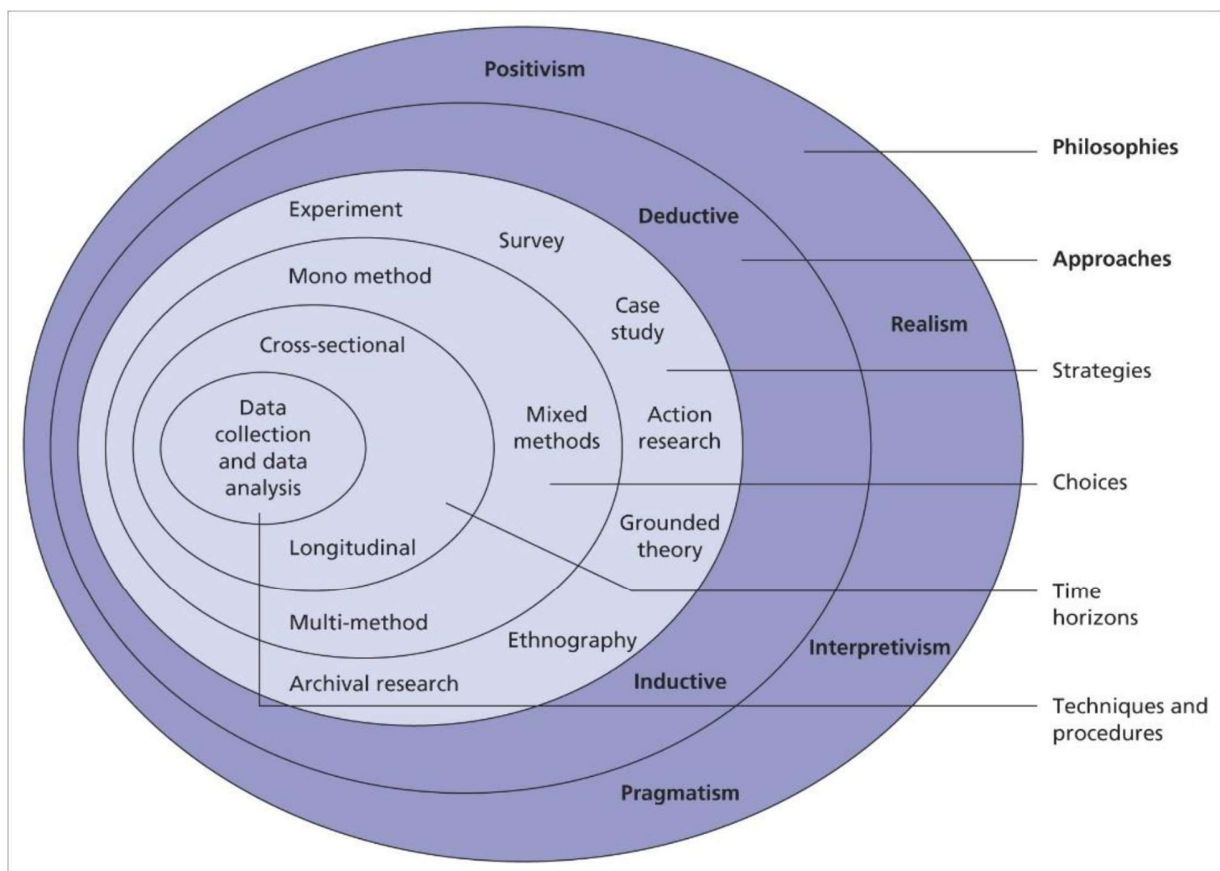 Positivism
Philosophies
Experiment
Deductive
Survey
Approaches
Mono method
Case
study
Realism
Cross-sectional
Strategies
Data
collection
and data
analysis
Mixed
methods
Action
research
Choices
Grounded
theory
Longitudinal
Time
horizons
Multi-method
Ethnography
Interpretivism
Archival research
Inductive
Techniques and
procedures
Pragmatism